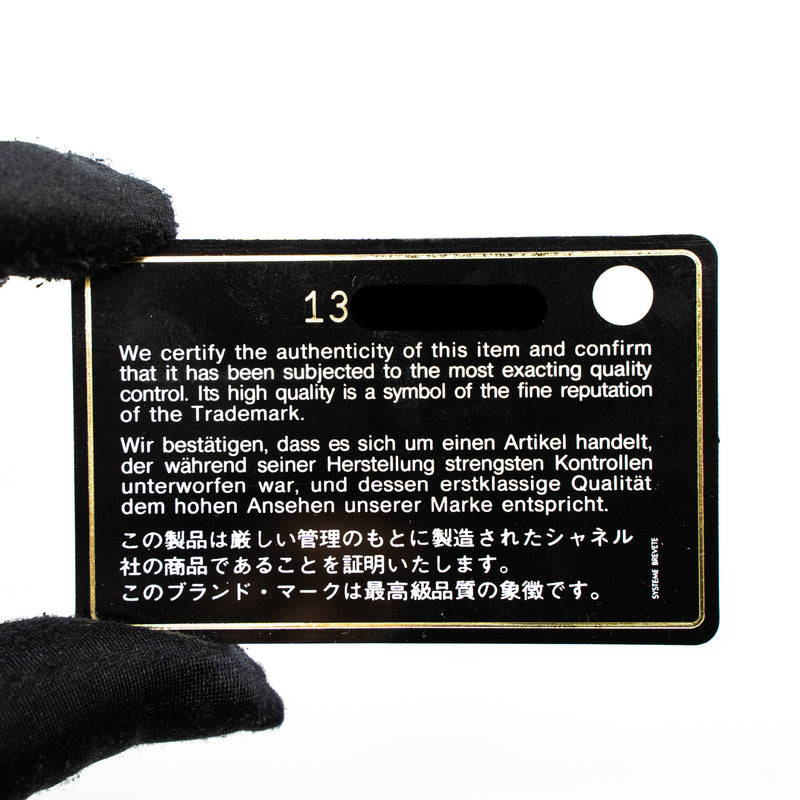 13
We certify the authenticity of this item and confirm
that it has been subjected to the most exacting quality
control. Its high quality is a symbol of the fine reputation
of the Trademark.
Wir bestätigen, dass es sich um einen Artikel handelt,
der während seiner Herstellung strengsten Kontrollen
unterworfen war, und dessen erstklassige Qualität
dem hohen Ansehen unserer Marke entspricht.
この製品は厳しい管理のもとに製造されたシャネル
社の商品であることを証明いたします。
このブランド・マークは最高級品質の象徴です。
SYSTEME BREVETE